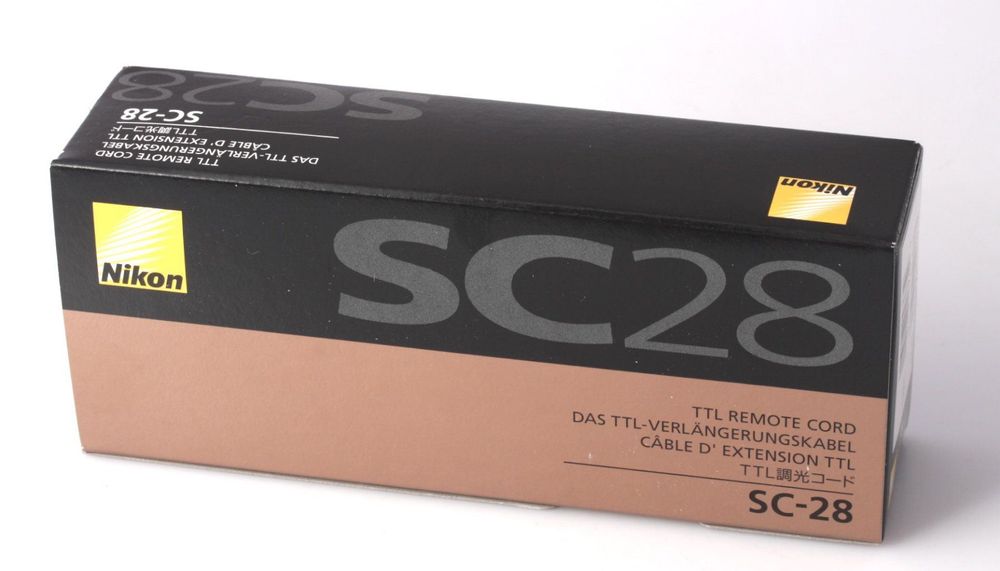 SC28
SC-28
TTL調光コード
CÂBLE D' EXTENSION TTL
DAS TTL-VERLÄNGERUNGSKABEL
TTL REMOTE CORD
Nikon
Nikon
SC28
TTL REMOTE CORD
DAS TTL-VERLÄNGERUNGSKABEL
CÂBLE D' EXTENSION TTL
TTL調光コード
SC-28